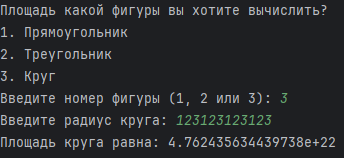 Площадь какой фигуры вы хотите вычислить?
1. Прямоугольник
2. Треугольник
3. Круг
Введите номер фигуры (1, 2 или 3): 3
Введите радиус круга: 123123123123
Площадь круга равна: 4.762435634439738e+22